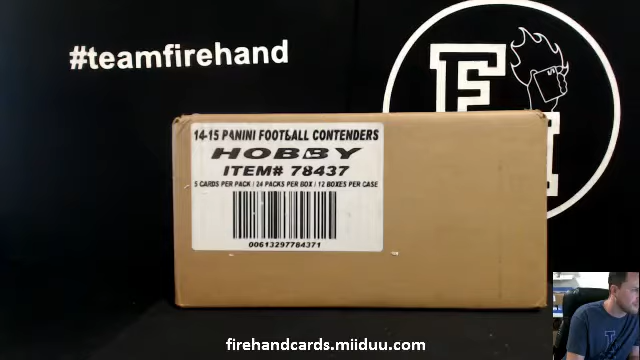 #teamfirehand
F
H
14-15 PANINI FOOTBALL CONTENDERS
HOBBY
ITEM# 78437
5 CARDS PER PACK / 24 PACKS PER BOX / 12 BOXES PER CASE
00613297784371
firehandcards.miiduu.com